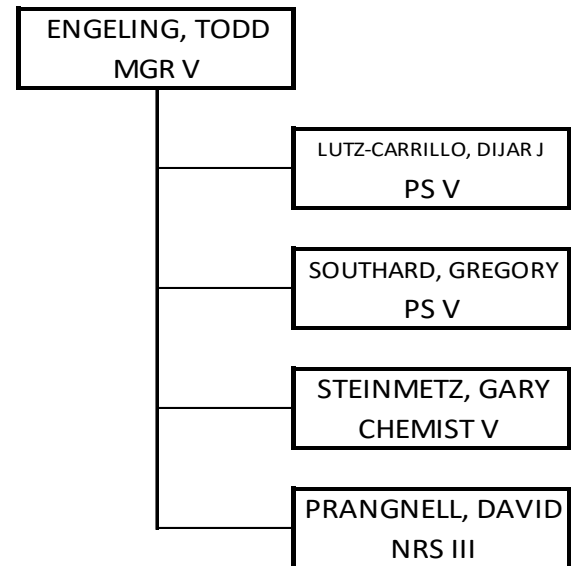 ENGELING, TODD
MGR V
LUTZ-CARRILLO, DIJAR J
PS V
SOUTHARD, GREGORY
PS V
STEINMETZ, GARY
CHEMIST V
PRANGNELL, DAVID
NRS III